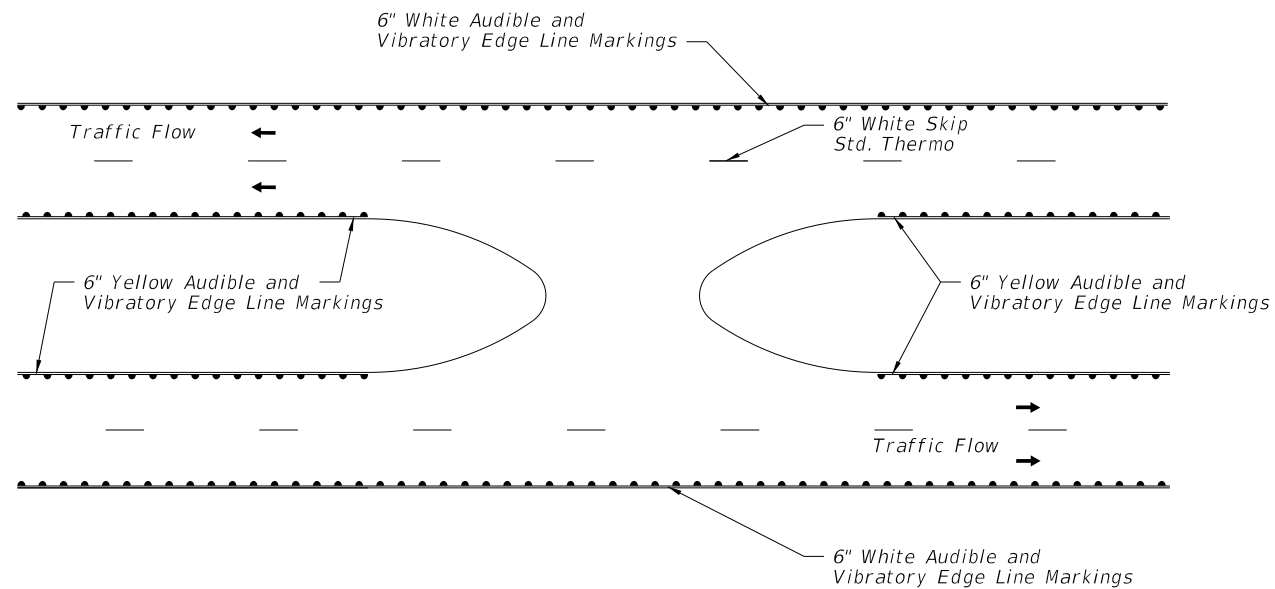 6" White Audible and
Vibratory Edge Line Markings
Traffic Flow
6" White Skip
Std. Thermo
6" Yellow Audible and
Vibratory Edge Line Markings
6" Yellow Audible and
Vibratory Edge Line Markings
Traffic Flow
6" White Audible and
Vibratory Edge Line Markings